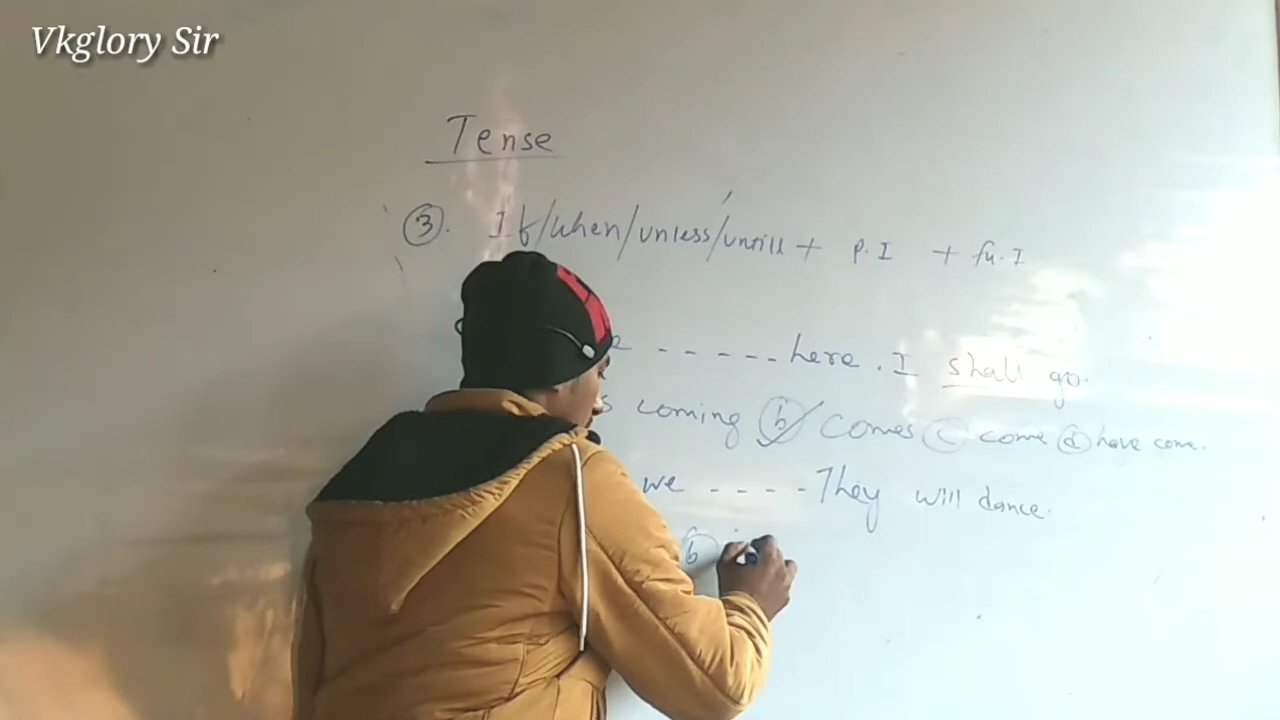 Vkglory Sir
Tense
3. If/when/unless/untill + P.I + fu.I
- - - - - here. I shall go.
coming b comes c come d have come.
we - - - - They will dance.
b